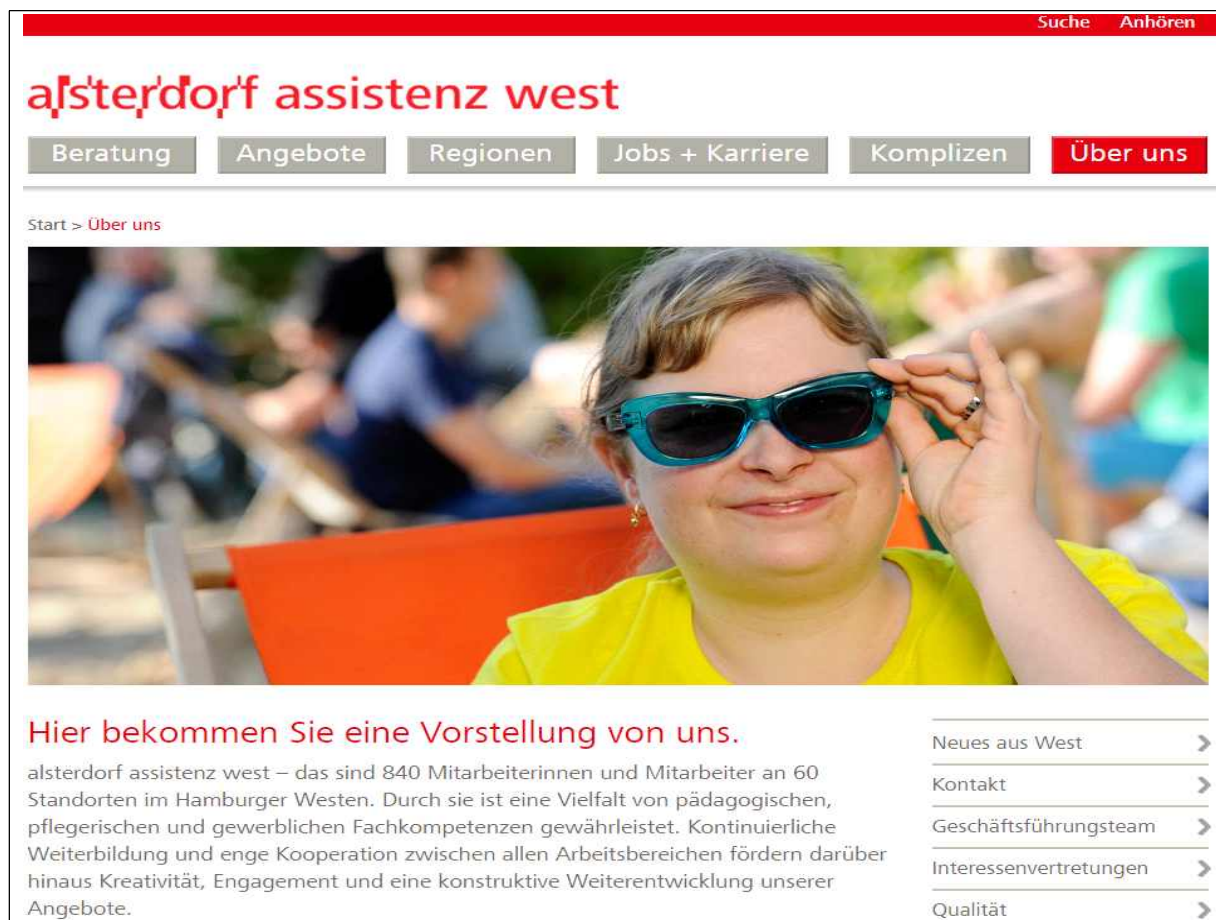 Suche Anhören
alsterdorf assistenz west
Beratung Angebote Regionen Jobs + Karriere Komplizen Über uns
Start > Über uns
Hier bekommen Sie eine Vorstellung von uns.
alsterdorf assistenz west – das sind 840 Mitarbeiterinnen und Mitarbeiter an 60
Standorten im Hamburger Westen. Durch sie ist eine Vielfalt von pädagogischen,
pflegerischen und gewerblichen Fachkompetenzen gewährleistet. Kontinuierliche
Weiterbildung und enge Kooperation zwischen allen Arbeitsbereichen fördern darüber
hinaus Kreativität, Engagement und eine konstruktive Weiterentwicklung unserer
Angebote.
Neues aus West
Kontakt
Geschäftsführungsteam
Interessenvertretungen
Qualität